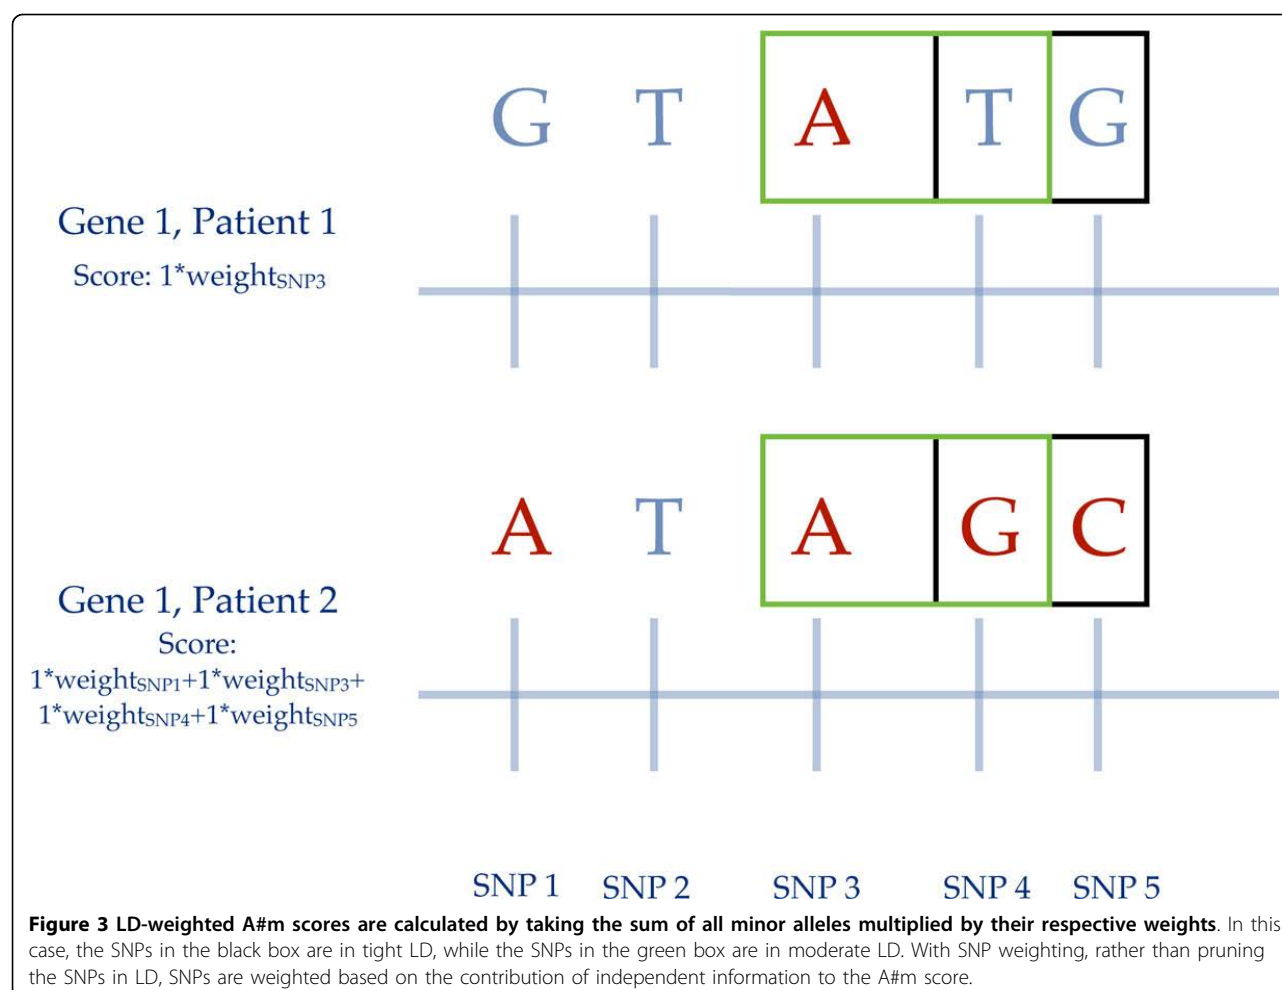 G T A T G
Gene 1, Patient 1
Score: 1*weightSNP3
A T A G C
Gene 1, Patient 2
Score:
1*weightSNP1+1*weightSNP3+
1*weightSNP4+1*weightSNP5
SNP 1 SNP 2 SNP 3 SNP 4 SNP 5
Figure 3 LD-weighted A#m scores are calculated by taking the sum of all minor alleles multiplied by their respective weights. In this
case, the SNPs in the black box are in tight LD, while the SNPs in the green box are in moderate LD. With SNP weighting, rather than pruning
the SNPs in LD, SNPs are weighted based on the contribution of independent information to the A#m score.